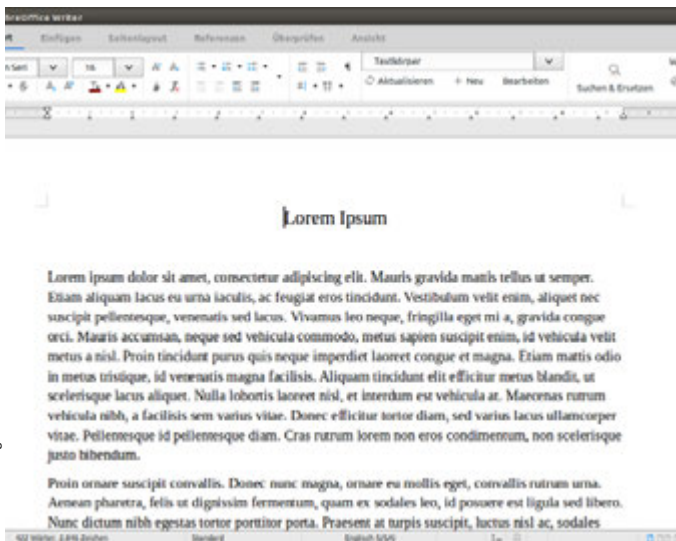 LibreOffice Writer
Einfügen Seitenlayout Referenzen Überprüfen Ansicht
16
Textkörper
Aktualisieren + Neu Bearbeiten
Suchen & Ersetzen
Lorem Ipsum
Lorem ipsum dolor sit amet, consectetur adipiscing elit. Mauris gravida mattis tellus ut semper.
Etiam aliquam lacus eu urna iaculis, ac feugiat eros tincidunt. Vestibulum velit enim, aliquet nec
suscipit pellentesque, venenatis sed lacus. Vivamus leo neque, fringilla eget mi a, gravida congue
orci. Mauris accumsan, neque sed vehicula commodo, metus sapien suscipit enim, id vehicula velit
metus a nisl. Proin tincidunt purus quis neque imperdiet laoreet congue et magna. Etiam mattis odio
in metus tristique, id venenatis magna facilisis. Aliquam tincidunt elit efficitur metus blandit, ut
scelerisque lacus aliquet. Nulla lobortis laoreet nisl, et interdum est vehicula at. Maecenas rutrum
vehicula nibh, a facilisis sem varius vitae. Donec efficitur tortor diam, sed varius lacus ullamcorper
vitae. Pellentesque id pellentesque diam. Cras rutrum lorem non eros condimentum, non scelerisque
justo bibendum.
Proin ornare suscipit convallis. Donec nunc magna, ornare eu mollis eget, convallis rutrum urna.
Aenean pharetra, felis ut dignissim fermentum, quam ex sodales leo, id posuere est ligula sed libero.
Nunc dictum nibh egestas tortor porttitor porta. Praesent at turpis suscipit, luctus nisl ac, sodales
Standard